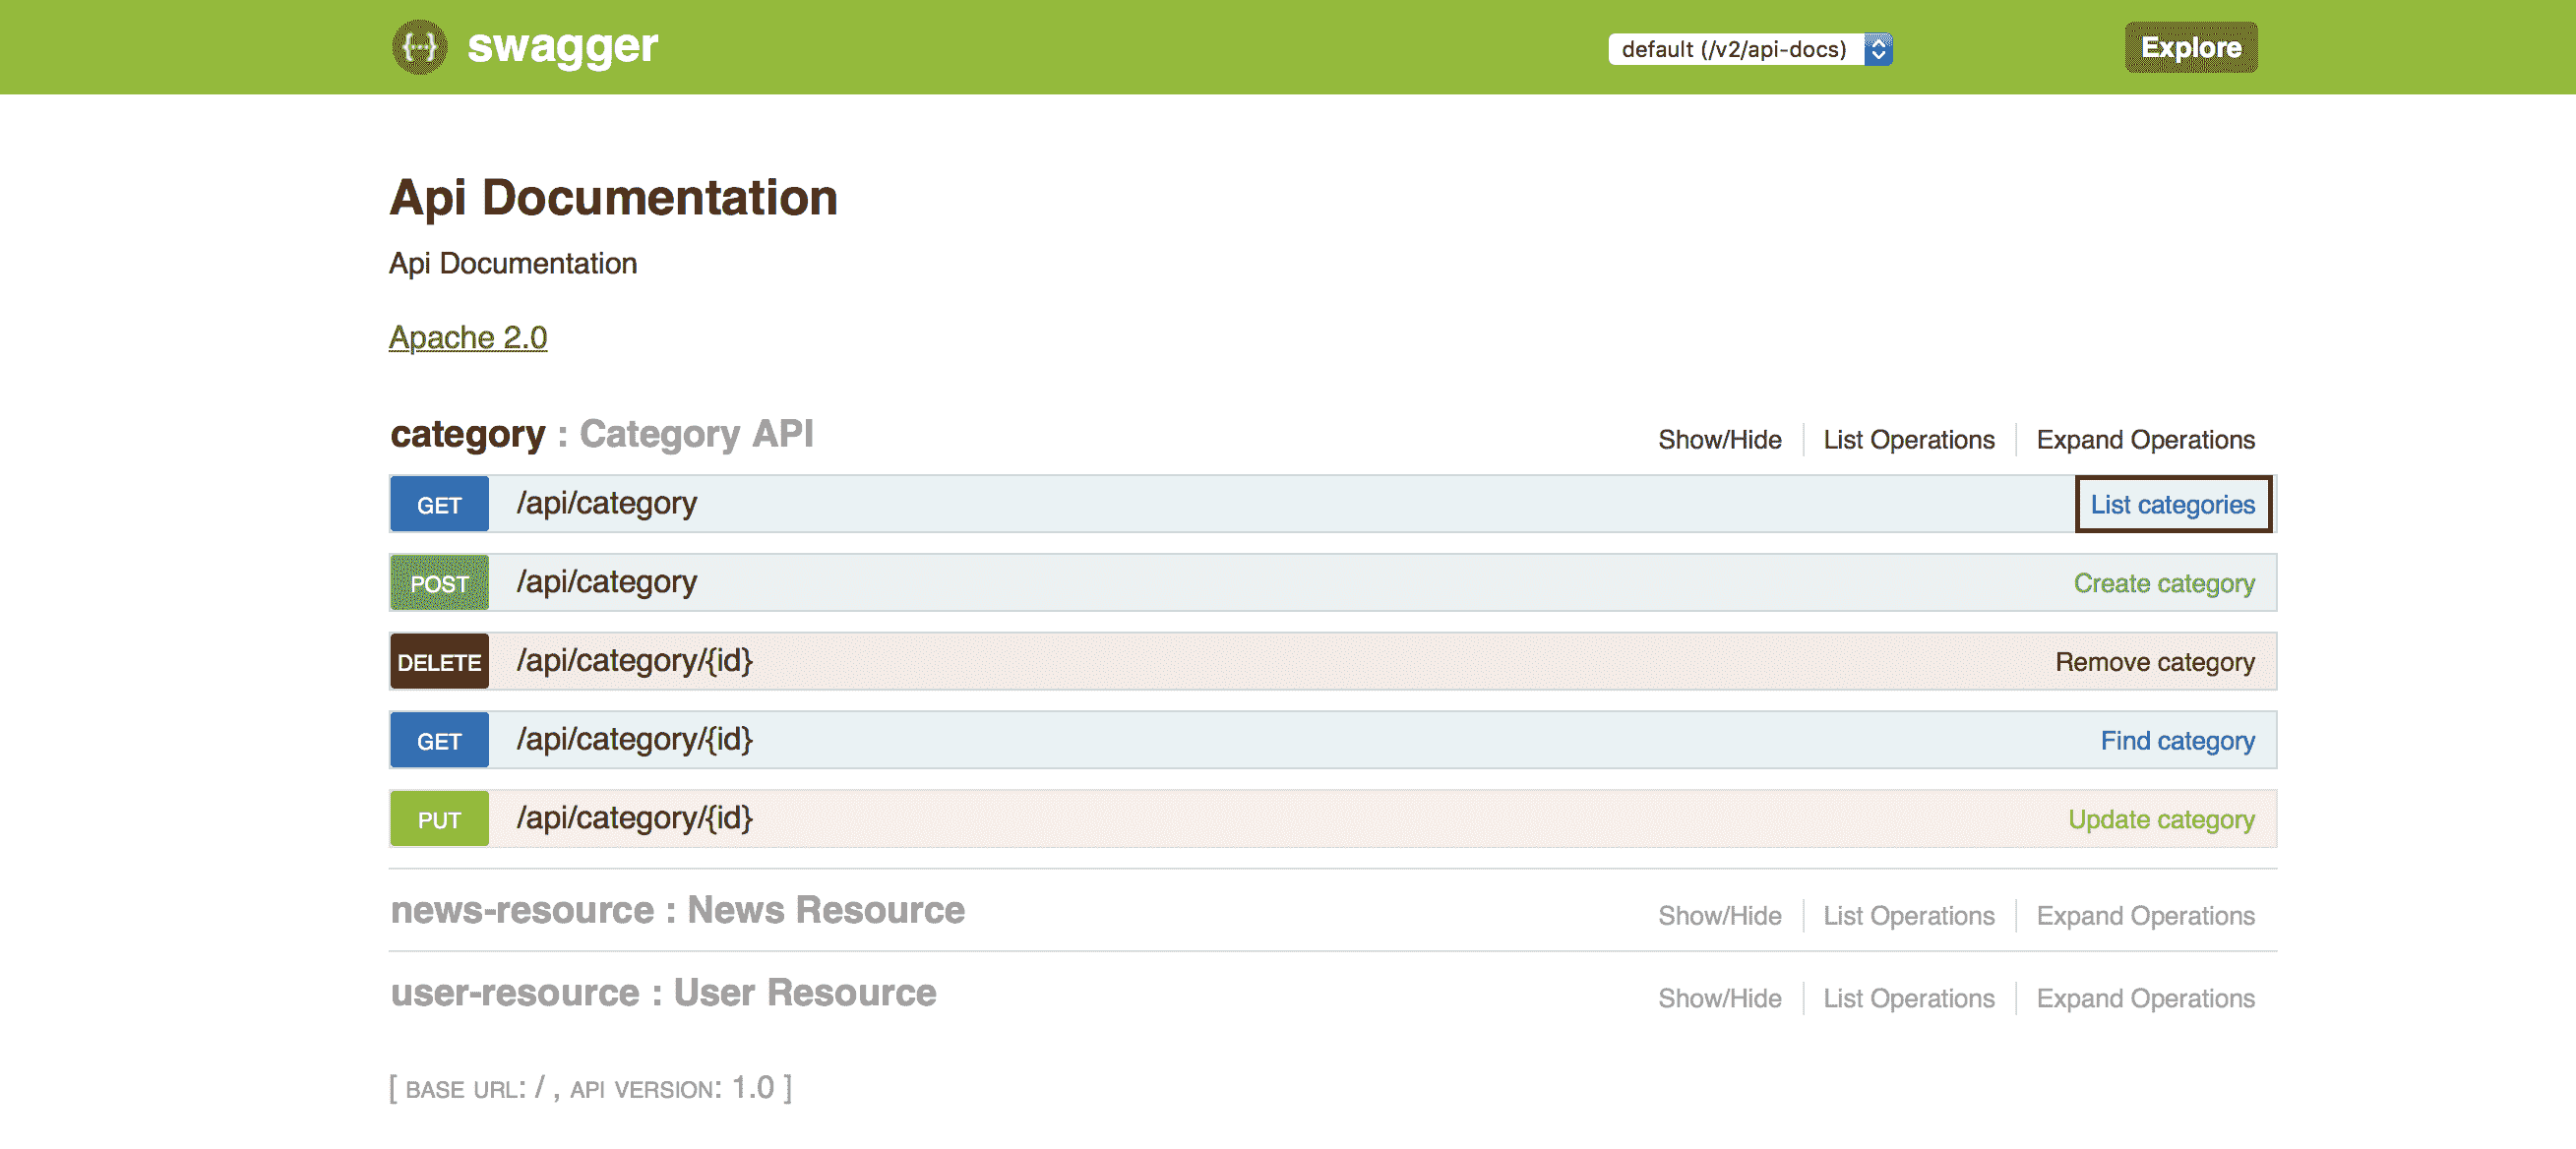 {···} swagger default (/v2/api-docs) Explore
Api Documentation
Api Documentation
Apache 2.0
category : Category API Show/Hide List Operations Expand Operations
GET /api/category List categories
POST /api/category Create category
DELETE /api/category/{id} Remove category
GET /api/category/{id} Find category
PUT /api/category/{id} Update category
news-resource : News Resource Show/Hide List Operations Expand Operations
user-resource : User Resource Show/Hide List Operations Expand Operations
[ BASE URL: / , API VERSION: 1.0 ]